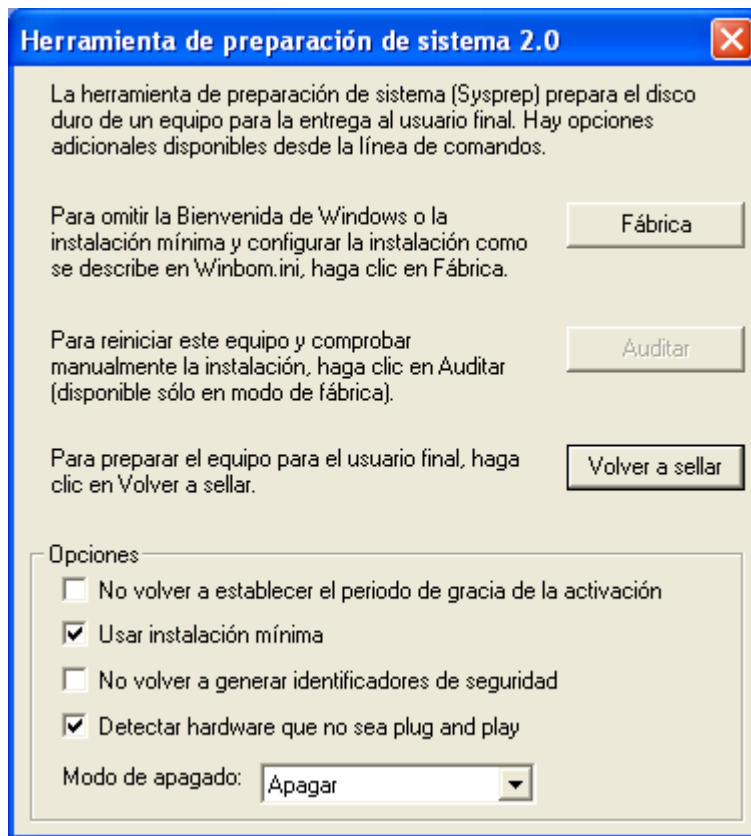 Herramienta de preparación de sistema 2.0
La herramienta de preparación de sistema (Sysprep) prepara el disco
duro de un equipo para la entrega al usuario final. Hay opciones
adicionales disponibles desde la línea de comandos.
Para omitir la Bienvenida de Windows o la
instalación mínima y configurar la instalación como
se describe en Winbom.ini, haga clic en Fábrica.
Fábrica
Para reiniciar este equipo y comprobar
manualmente la instalación, haga clic en Auditar
(disponible sólo en modo de fábrica).
Auditar
Para preparar el equipo para el usuario final, haga
clic en Volver a sellar.
Volver a sellar
Opciones
No volver a establecer el periodo de gracia de la activación
Usar instalación mínima
No volver a generar identificadores de seguridad
Detectar hardware que no sea plug and play
Modo de apagado: Apagar